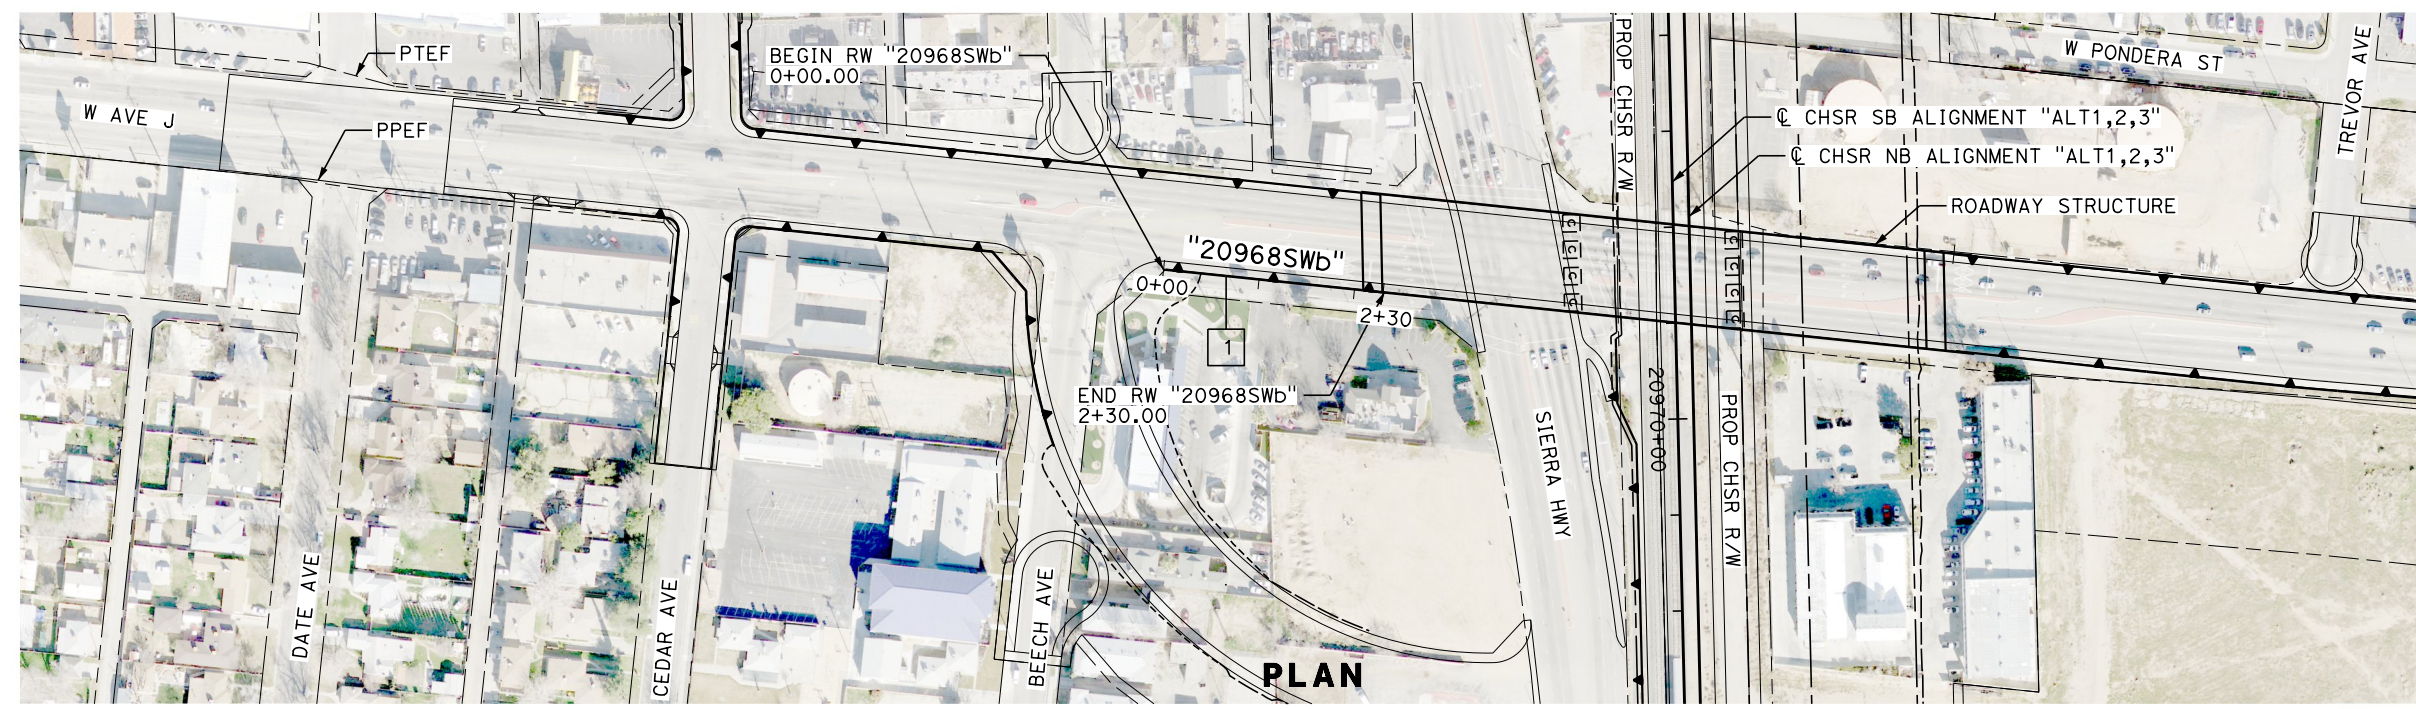 PTEF
BEGIN RW "20968SWb"
0+00.00
W AVE J
PPEF
PROP CHSR R/W
W PONDERA ST
TREVOR AVE
℄ CHSR SB ALIGNMENT "ALT1,2,3"
℄ CHSR NB ALIGNMENT "ALT1,2,3"
ROADWAY STRUCTURE
"20968SWb"
0+00
2+30
1
C C C C
C C C C
END RW "20968SWb"
2+30.00
20970+00
PROP CHSR R/W
SIERRA HWY
DATE AVE
CEDAR AVE
BEECH AVE
PLAN